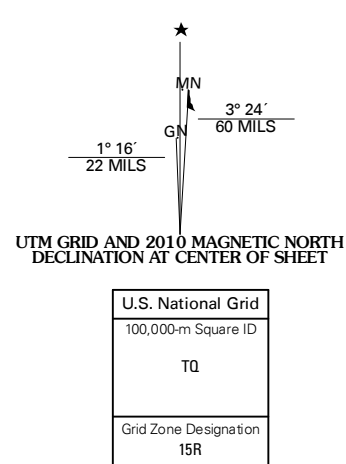 MN
3° 24´
60 MILS
GN
1° 16´
22 MILS
UTM GRID AND 2010 MAGNETIC NORTH
DECLINATION AT CENTER OF SHEET
U.S. National Grid
100,000-m Square ID
TQ
Grid Zone Designation
15R